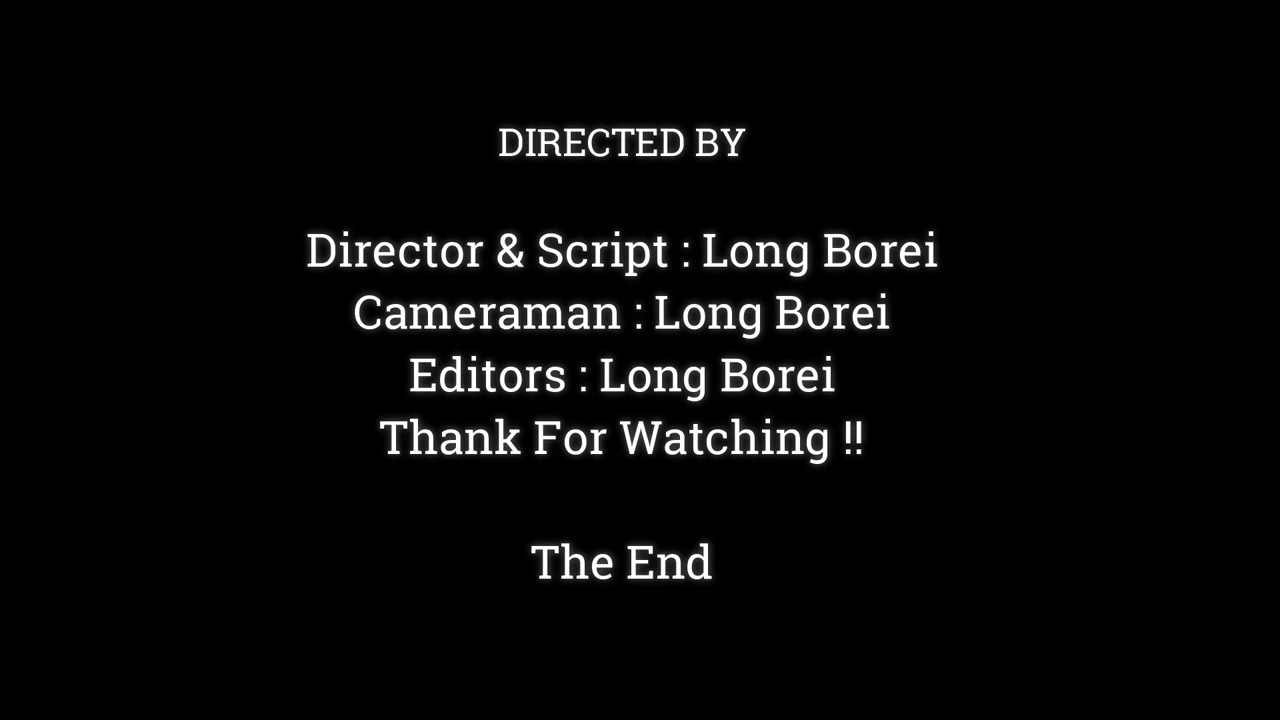 DIRECTED BY
Director & Script : Long Borei
Cameraman : Long Borei
Editors : Long Borei
Thank For Watching !!
The End